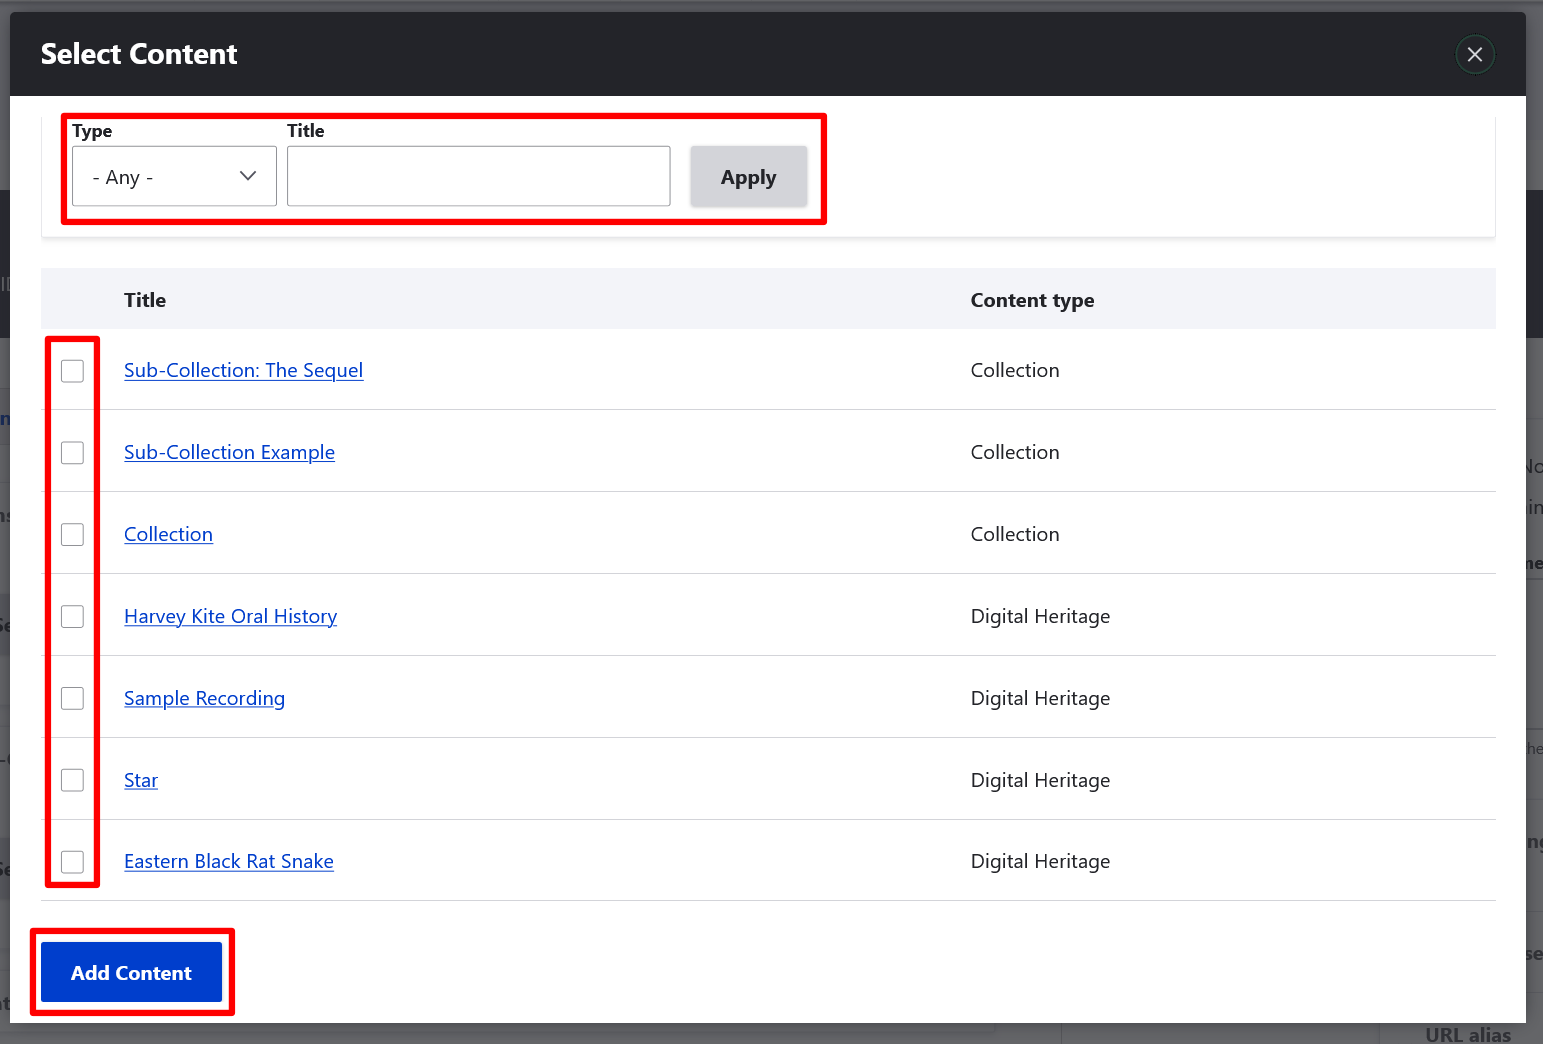 Select Content
Type Title
- Any -
Apply
Title Content type
Sub-Collection: The Sequel Collection
Sub-Collection Example Collection
Collection Collection
Harvey Kite Oral History Digital Heritage
Sample Recording Digital Heritage
Star Digital Heritage
Eastern Black Rat Snake Digital Heritage
Add Content
URL alias